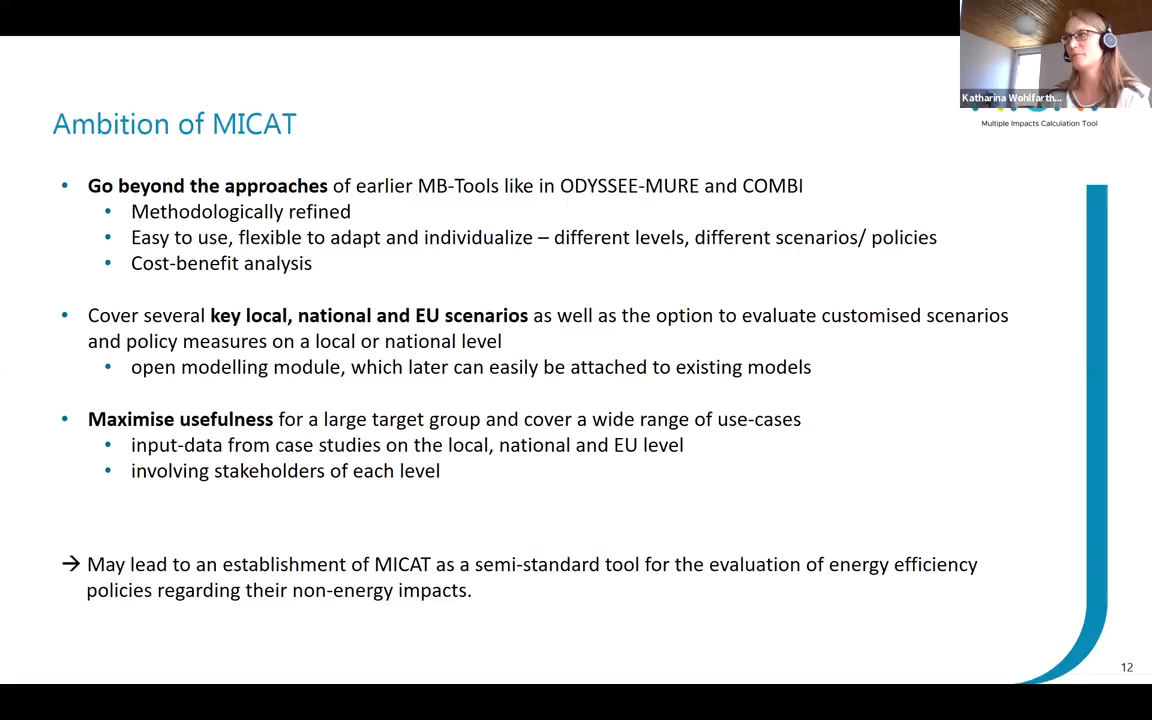 Katharina Wohlfarth...
Multiple Impacts Calculation Tool
Ambition of MICAT
• Go beyond the approaches of earlier MB-Tools like in ODYSSEE-MURE and COMBI
• Methodologically refined
• Easy to use, flexible to adapt and individualize – different levels, different scenarios/ policies
• Cost-benefit analysis
• Cover several key local, national and EU scenarios as well as the option to evaluate customised scenarios
and policy measures on a local or national level
• open modelling module, which later can easily be attached to existing models
• Maximise usefulness for a large target group and cover a wide range of use-cases
• input-data from case studies on the local, national and EU level
• involving stakeholders of each level
→ May lead to an establishment of MICAT as a semi-standard tool for the evaluation of energy efficiency
policies regarding their non-energy impacts.
12